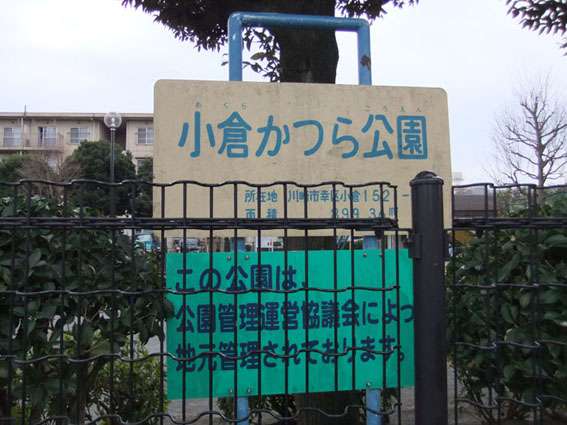 おぐら こうえん
小倉かつら公園
所在地 川崎市幸区小倉152-
面積 399.34㎡
この公園は、
公園管理運営協議会によっ
地元管理されております。